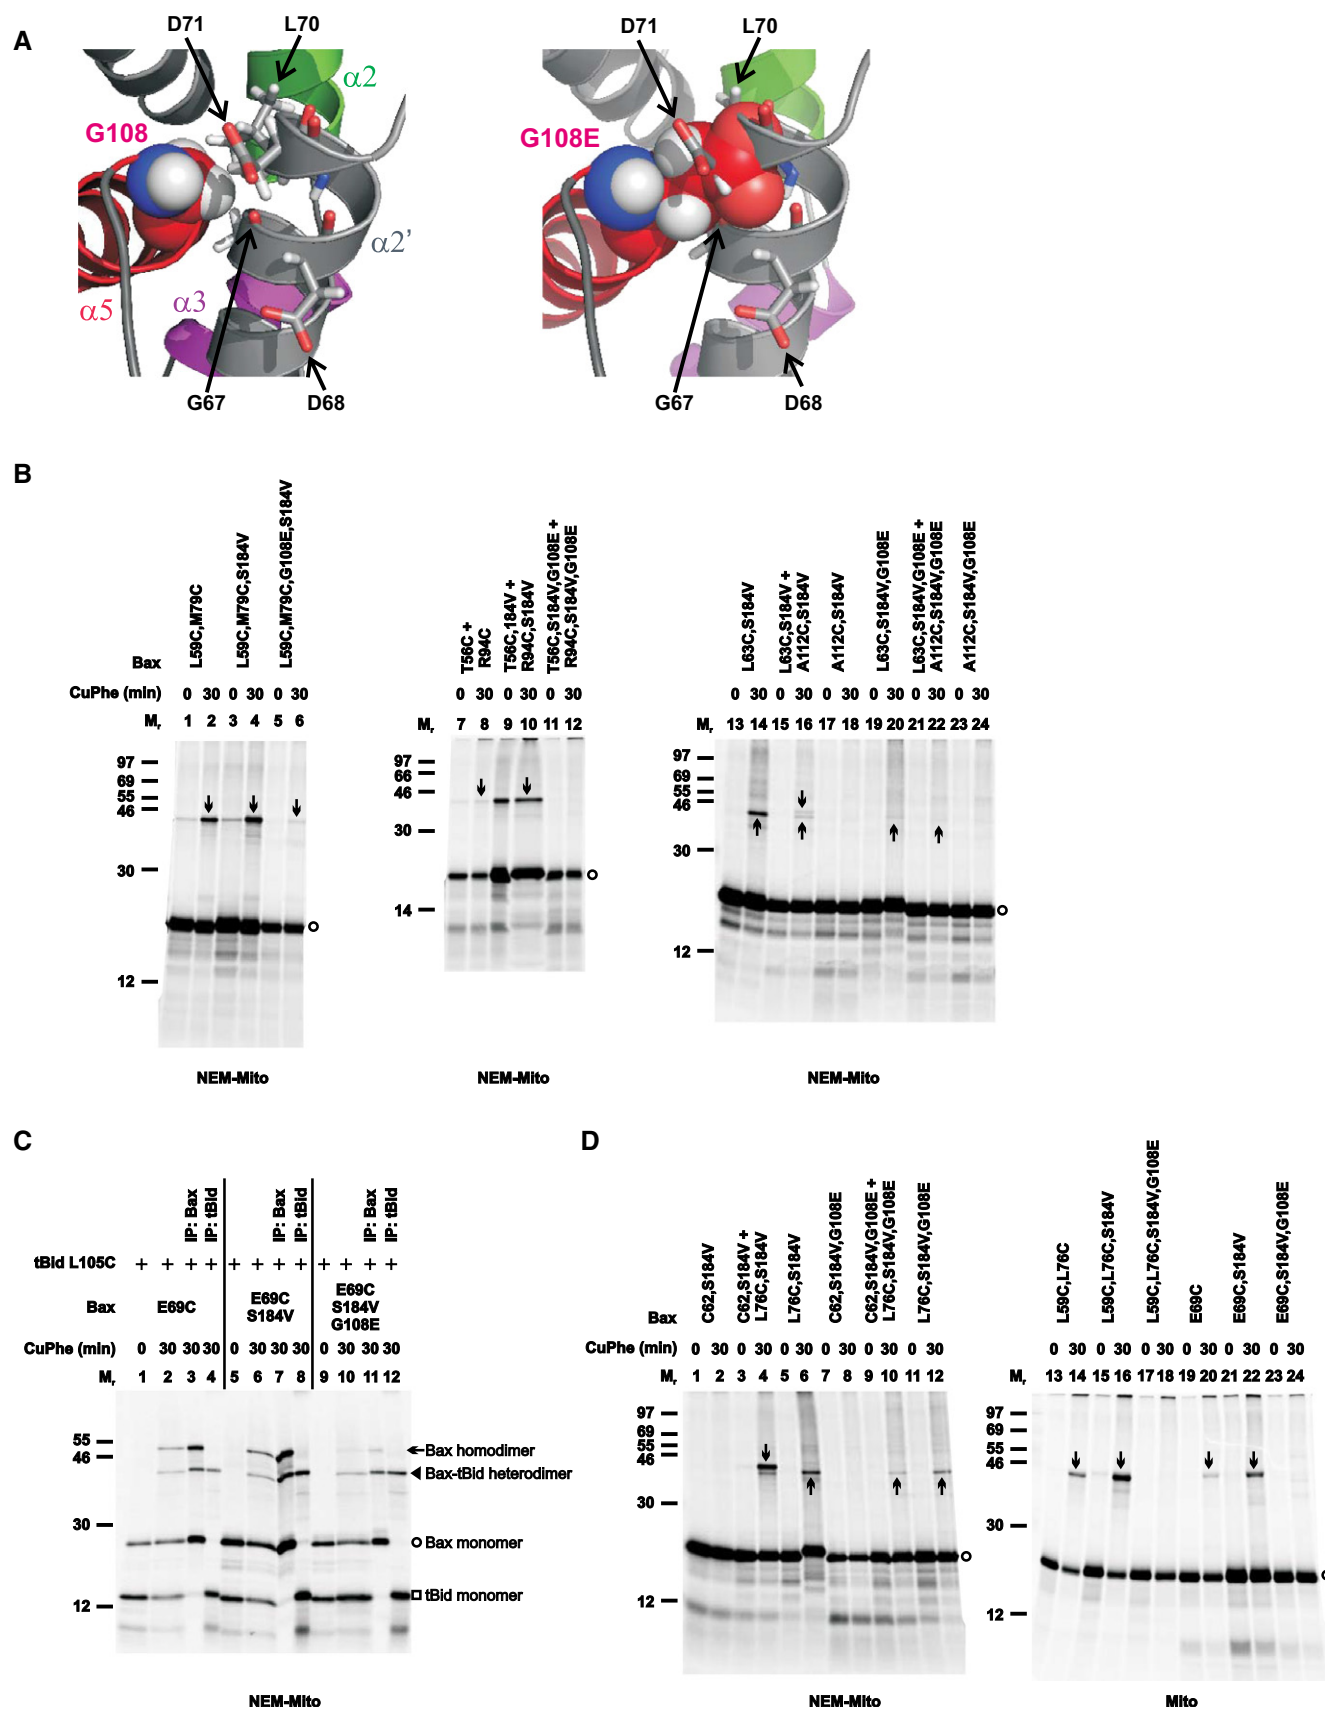 A
D71
L70
α2
G108
α2’
α5
α3
G67
D68
D71
L70
G108E
G67
D68
B
Bax
L59C,M79C
L59C,M79C,S184V
L59C,M79C,G108E,S184V
CuPhe (min) 0 30 0 30 0 30
Mr 1 2 3 4 5 6
97
69
55
46
30
12
NEM-Mito
T56C +
R94C
T56C,184V +
R94C,S184V
T56C,S184V,G108E +
R94C,S184V,G108E
0 30 0 30 0 30
Mr 7 8 9 10 11 12
97
66
46
30
14
NEM-Mito
L63C,S184V
L63C,S184V +
A112C,S184V
A112C,S184V
L63C,S184V,G108E
L63C,S184V,G108E +
A112C,S184V,G108E
A112C,S184V,G108E
0 30 0 30 0 30 0 30 0 30 0 30
Mr 13 14 15 16 17 18 19 20 21 22 23 24
97
69
55
46
30
12
NEM-Mito
C
IP: Bax
IP: tBid
IP: Bax
IP: tBid
IP: Bax
IP: tBid
tBid L105C + + + + + + + + + + + +
Bax
E69C
E69C
S184V
E69C
S184V
G108E
CuPhe (min) 0 30 30 30 0 30 30 30 0 30 30 30
Mr 1 2 3 4 5 6 7 8 9 10 11 12
55
46
30
12
Bax homodimer
Bax-tBid heterodimer
Bax monomer
tBid monomer
NEM-Mito
D
Bax
C62,S184V
C62,S184V +
L76C,S184V
L76C,S184V
C62,S184V,G108E
C62,S184V,G108E +
L76C,S184V,G108E
L76C,S184V,G108E
CuPhe (min) 0 30 0 30 0 30 0 30 0 30 0 30
Mr 1 2 3 4 5 6 7 8 9 10 11 12
97
69
55
46
30
12
NEM-Mito
L59C,L76C
L59C,L76C,S184V
L59C,L76C,S184V,G108E
E69C
E69C,S184V
E69C,S184V,G108E
0 30 0 30 0 30 0 30 0 30 0 30
Mr 13 14 15 16 17 18 19 20 21 22 23 24
97
69
55
46
30
12
Mito